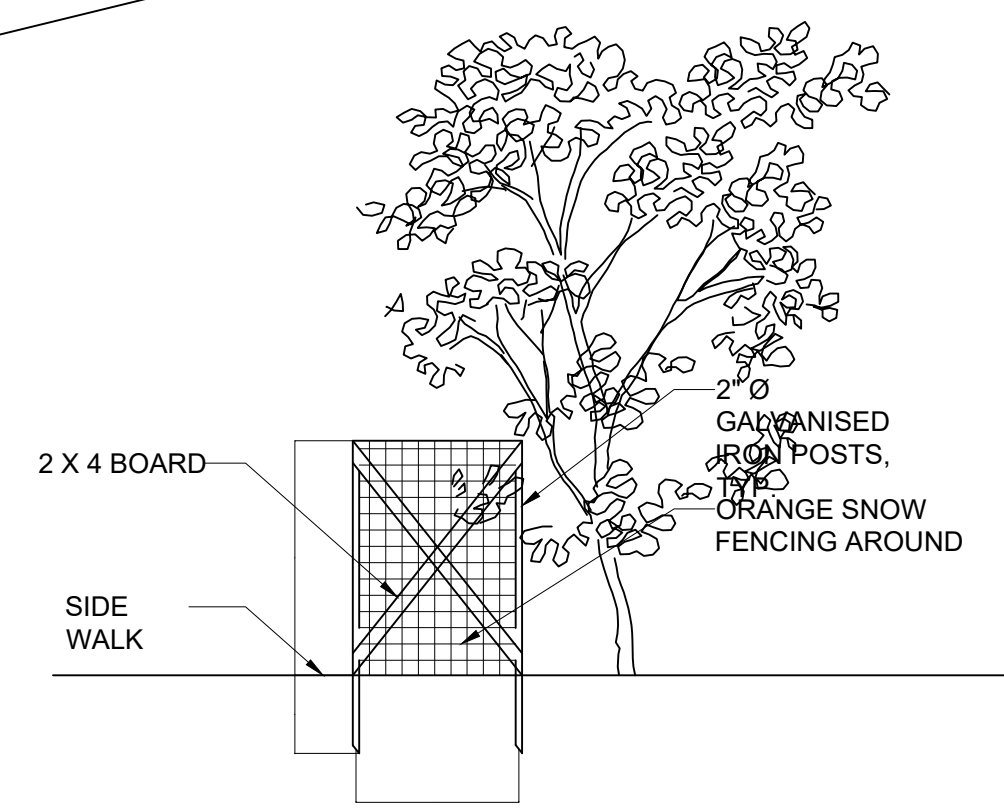 2" Ø
GALVANISED
IRON POSTS,
TYP.
2 X 4 BOARD
ORANGE SNOW
FENCING AROUND
SIDE
WALK